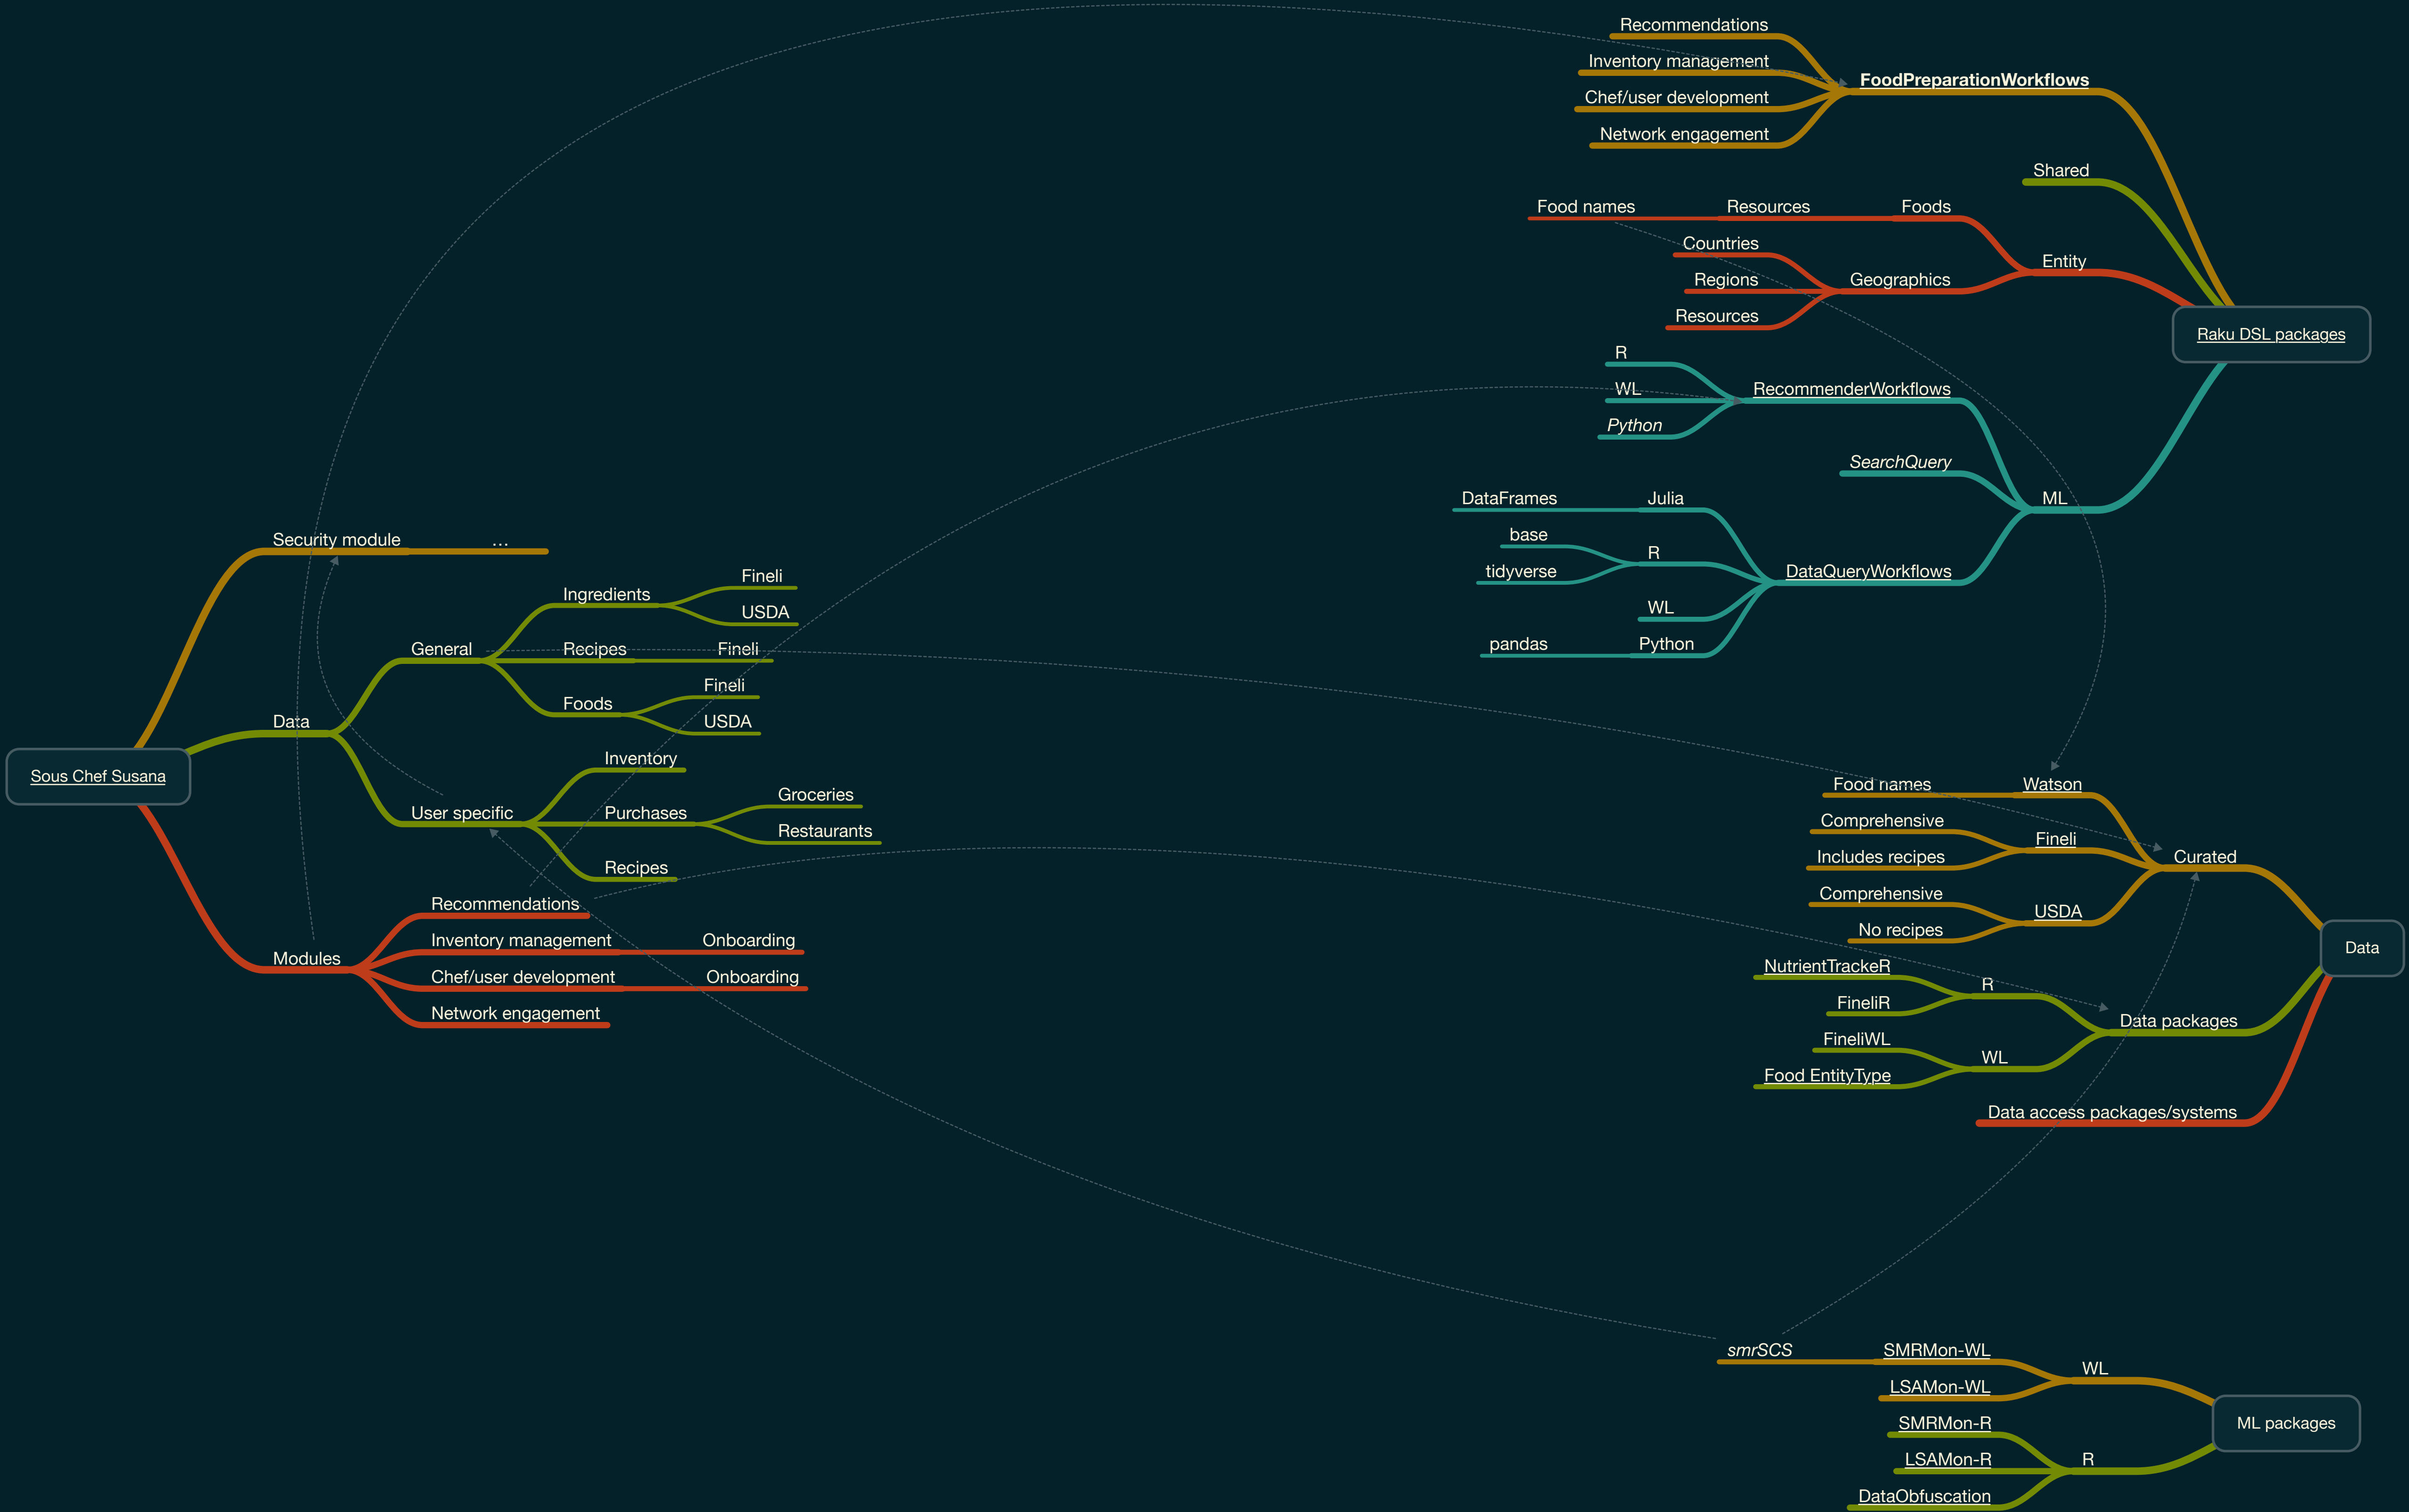 Recommendations
Inventory management
FoodPreparationWorkflows
Chef/user development
Network engagement
Shared
Food names
Resources
Foods
Countries
Entity
Regions
Geographics
Resources
Raku DSL packages
R
WL
RecommenderWorkflows
Python
SearchQuery
DataFrames
Julia
ML
base
R
tidyverse
DataQueryWorkflows
WL
pandas
Python
Security module
...
Fineli
Ingredients
USDA
General
Recipes
Fineli
Fineli
Foods
Data
USDA
Inventory
Sous Chef Susana
Groceries
User specific
Purchases
Restaurants
Recipes
Recommendations
Inventory management
Onboarding
Modules
Chef/user development
Onboarding
Network engagement
Food names
Watson
Comprehensive
Fineli
Includes recipes
Curated
Comprehensive
USDA
No recipes
Data
NutrientTrackeR
R
FineliR
Data packages
FineliWL
WL
Food EntityType
Data access packages/systems
smrSCS
SMRMon-WL
WL
LSAMon-WL
SMRMon-R
ML packages
LSAMon-R
R
DataObfuscation